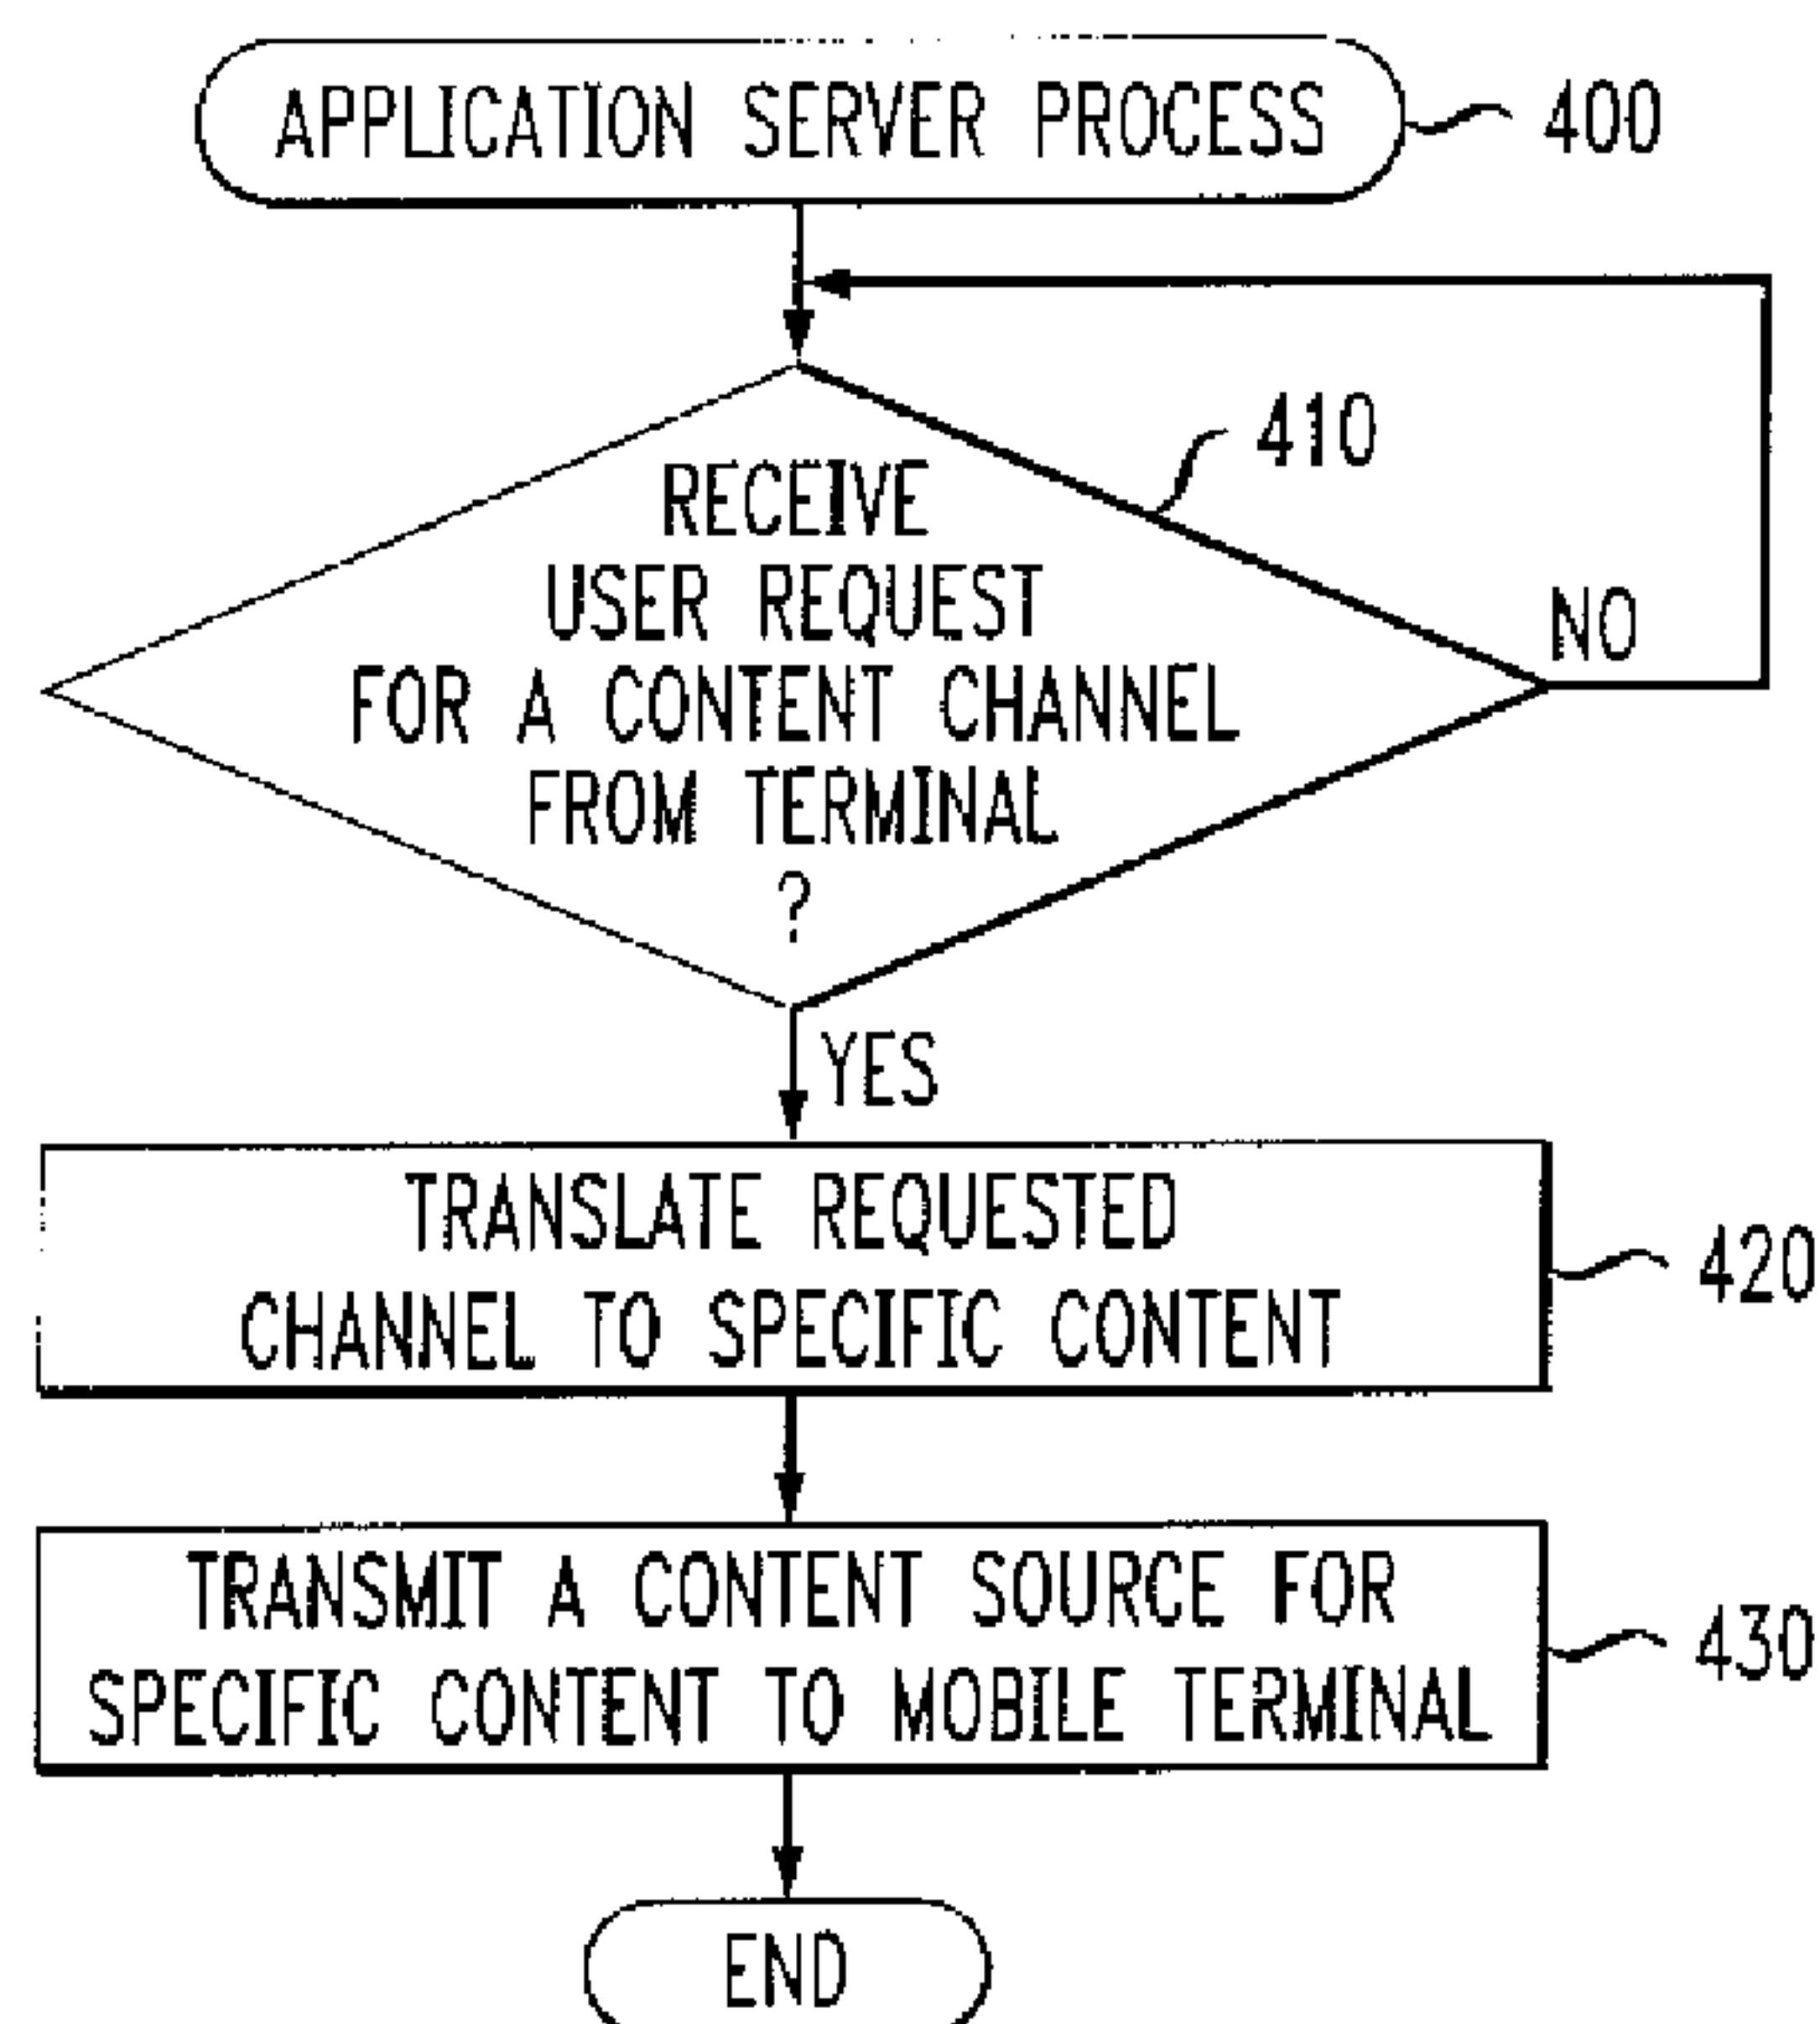 APPLICATION SERVER PROCESS
400
410
RECEIVE
USER REQUEST
FOR A CONTENT CHANNEL
FROM TERMINAL
?
NO
YES
TRANSLATE REQUESTED
CHANNEL TO SPECIFIC CONTENT
420
TRANSMIT A CONTENT SOURCE FOR
SPECIFIC CONTENT TO MOBILE TERMINAL
430
END